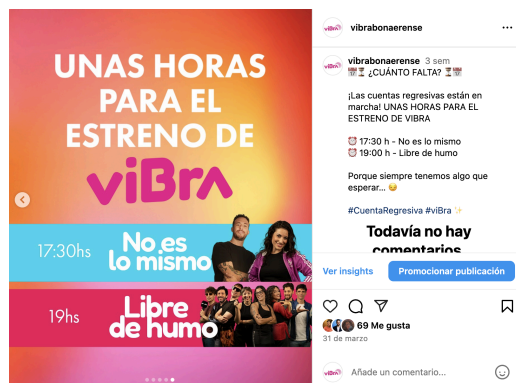 UNAS HORAS
PARA EL
ESTRENO DE
viBra
17:30hs
No es
lo mismo
19hs
Libre
de humo
viBra
vibrabonaerense
viBra
vibrabonaerense 3 sem
📅⏳ ¿CUÁNTO FALTA? ⏳📅
¡Las cuentas regresivas están en
marcha! UNAS HORAS PARA EL
ESTRENO DE VIBRA
⏰ 17:30 h - No es lo mismo
⏰ 19:00 h - Libre de humo
Porque siempre tenemos algo que
esperar... 😏
#CuentaRegresiva #viBra ✨
Todavía no hay
comentarios
Ver insights
Promocionar publicación
69 Me gusta
31 de marzo
viBra
Añade un comentario...